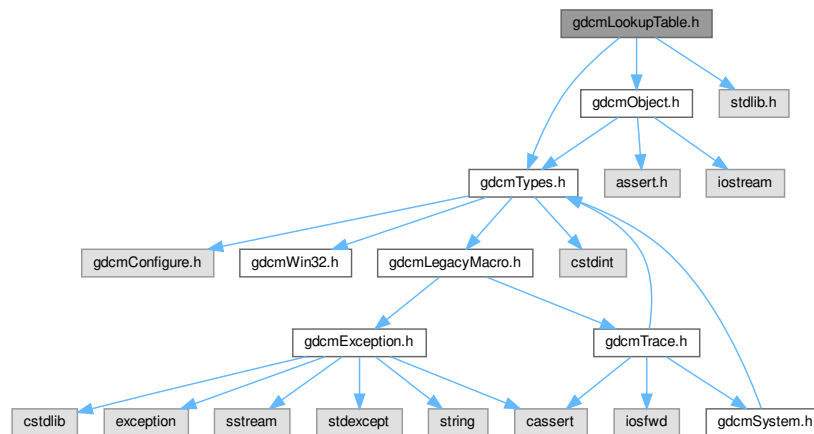 gdcmLookupTable.h
gdcmObject.h
stdlib.h
gdcmTypes.h
assert.h
iostream
gdcmConfigure.h
gdcmWin32.h
gdcmLegacyMacro.h
cstdint
gdcmException.h
gdcmTrace.h
cstdlib
exception
sstream
stdexcept
string
cassert
iosfwd
gdcmSystem.h